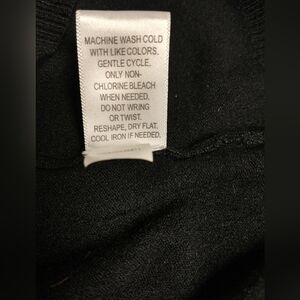 MACHINE WASH COLD
WITH LIKE COLORS,
GENTLE CYCLE,
ONLY NON-
CHLORINE BLEACH
WHEN NEEDED,
DO NOT WRING
OR TWIST.
RESHAPE, DRY FLAT,
COOL IRON IF NEEDED.